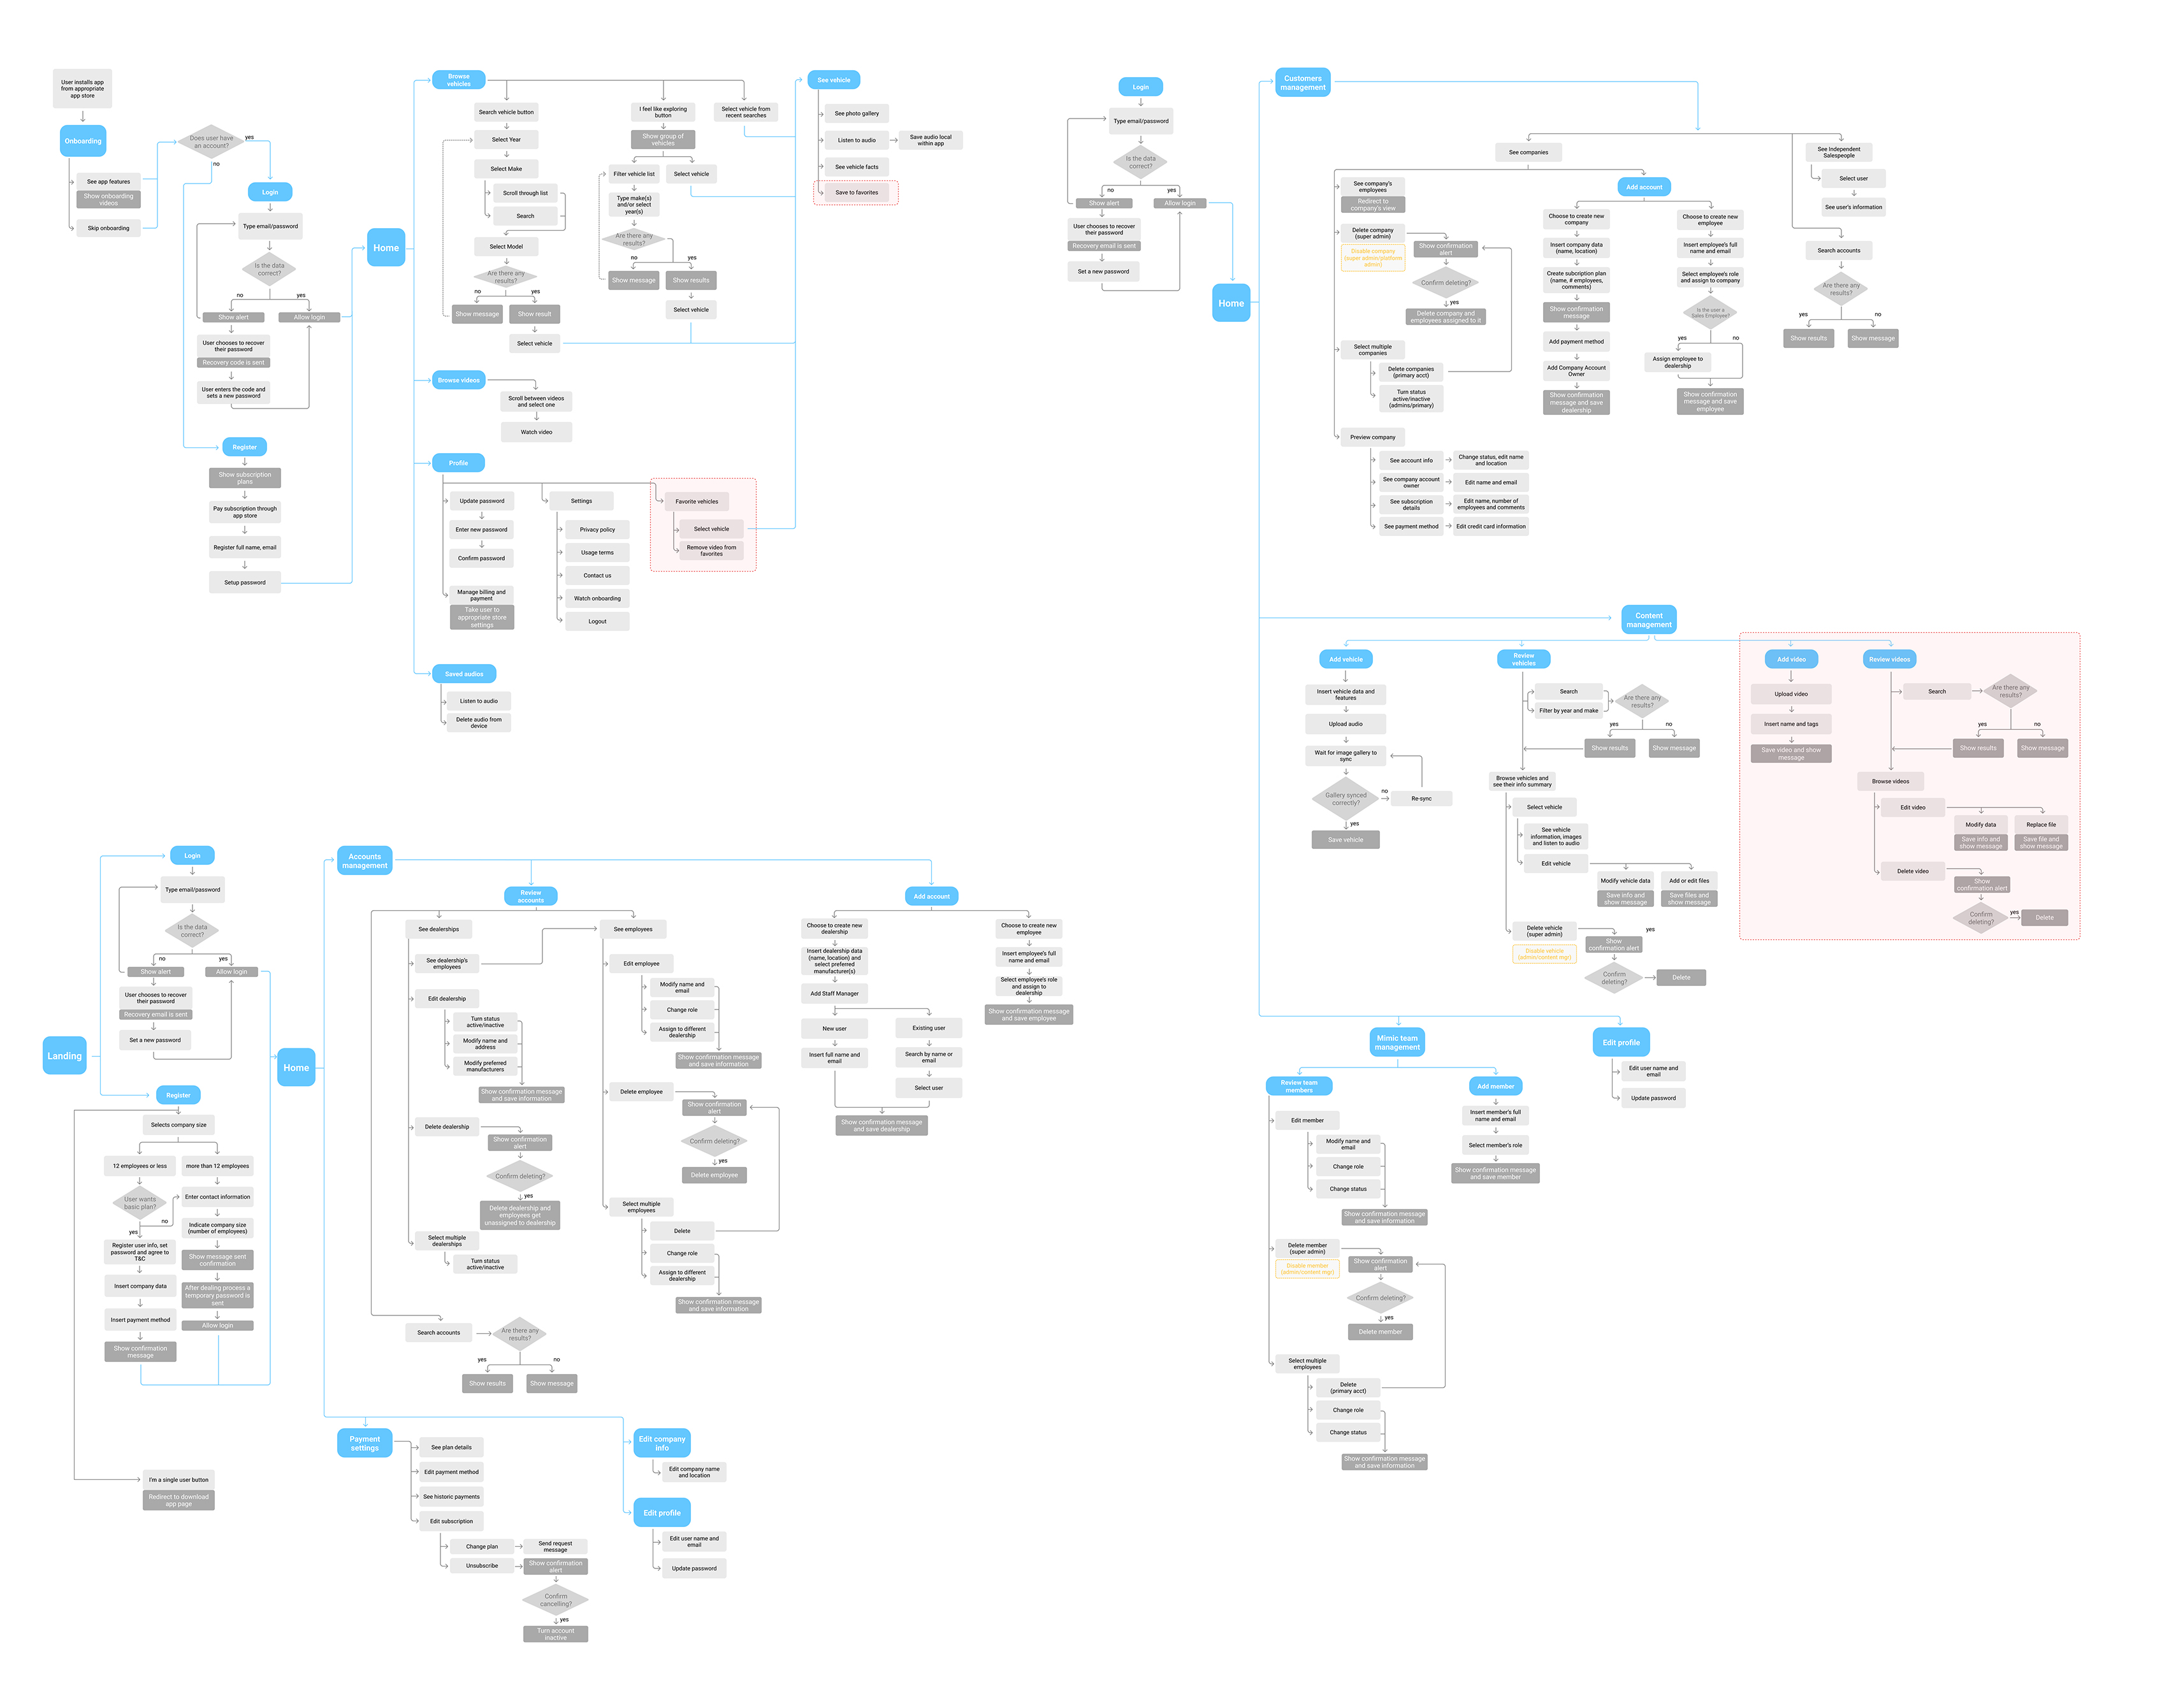 User installs app
from appropriate
app store
Onboarding
See app features
Show onboarding
videos
Skip onboarding
Does user have
an account?
yes
no
Login
Type email/password
Is the data
correct?
no
yes
Show alert
Allow login
User chooses to recover
their password
Recovery code is sent
User enters the code and
sets a new password
Register
Show subscription
plans
Pay subscription through
app store
Register full name, email
Setup password
Home
Browse
vehicles
Search vehicle button
Select Year
Select Make
Scroll through list
Search
Select Model
Are there any
results?
no
yes
Show message
Show result
Select vehicle
I feel like exploring
button
Show group of
vehicles
Filter vehicle list
Select vehicle
Type make(s)
and/or select
year(s)
Are there any
results?
no
yes
Show message
Show results
Select vehicle
Select vehicle from
recent searches
See vehicle
See photo gallery
Listen to audio
Save audio local
within app
See vehicle facts
Save to favorites
Browse videos
Scroll between videos
and select one
Watch video
Profile
Update password
Enter new password
Confirm password
Manage billing and
payment
Take user to
appropriate store
settings
Settings
Privacy policy
Usage terms
Contact us
Watch onboarding
Logout
Favorite vehicles
Select vehicle
Remove video from
favorites
Saved audios
Listen to audio
Delete audio from
device
Login
Type email/password
Is the data
correct?
no
yes
Show alert
Allow login
User chooses to recover
their password
Recovery email is sent
Set a new password
Home
Customers
management
See companies
See company's
employees
Redirect to
company's view
Delete company
(super admin)
Disable company
(super admin/platform
admin)
Show confirmation
alert
Confirm deleting?
yes
Delete company and
employees assigned to it
Select multiple
companies
Delete companies
(primary acct)
Turn status
active/inactive
(admins/primary)
Preview company
See account info
Change status, edit name
and location
See company account
owner
Edit name and email
See subscription
details
Edit name, number of
employees and comments
See payment method
Edit credit card information
Add account
Choose to create new
company
Insert company data
(name, location)
Create subcription plan
(name, # employees,
comments)
Show confirmation
message
Add payment method
Add Company Account
Owner
Show confirmation
message and save
dealership
Choose to create new
employee
Insert employee's full
name and email
Select employee's role
and assign to company
Is the user a
Sales Employee?
yes
no
Assign employee to
dealership
Show confirmation
message and save
employee
See Independent
Salespeople
Select user
See user's information
Search accounts
Are there any
results?
yes
no
Show results
Show message
Content
management
Add vehicle
Insert vehicle data and
features
Upload audio
Wait for image gallery to
sync
Gallery synced
correctly?
no
Re-sync
yes
Save vehicle
Review
vehicles
Search
Filter by year and make
Are there any
results?
yes
no
Show results
Show message
Browse vehicles and
see their info summary
Select vehicle
See vehicle
information, images
and listen to audio
Edit vehicle
Modify vehicle data
Save info and
show message
Add or edit files
Save files and
show message
Delete vehicle
(super admin)
Disable vehicle
(admin/content mgr)
Show
confirmation alert
yes
Confirm
deleting?
Delete
Add video
Upload video
Insert name and tags
Save video and show
message
Review videos
Search
Are there any
results?
yes
no
Show results
Show message
Browse videos
Edit video
Modify data
Save info and
show message
Replace file
Save file and
show message
Delete video
Show
confirmation alert
Confirm
deleting?
yes
Delete
Mimic team
management
Review team
members
Edit member
Modify name and
email
Change role
Change status
Show confirmation message
and save information
Delete member
(super admin)
Disable member
(admin/content mgr)
Show confirmation
alert
Confirm deleting?
yes
Delete member
Select multiple
employees
Delete
(primary acct)
Change role
Change status
Show confirmation message
and save information
Add member
Insert member's full
name and email
Select member's role
Show confirmation message
and save member
Edit profile
Edit user name and
email
Update password
Landing
Login
Type email/password
Is the data
correct?
no
yes
Show alert
Allow login
User chooses to recover
their password
Recovery email is sent
Set a new password
Register
Selects company size
12 employees or less
more than 12 employees
User wants
basic plan?
no
yes
Register user info, set
password and agree to
T&C
Insert company data
Insert payment method
Show confirmation
message
Enter contact information
Indicate company size
(number of employees)
Show message sent
confirmation
After dealing process a
temporary password is
sent
Allow login
I'm a single user button
Redirect to download
app page
Home
Accounts
management
Review
accounts
See dealerships
See dealership's
employees
Edit dealership
Turn status
active/inactive
Modify name and
address
Modify preferred
manufacturers
Show confirmation message
and save information
Delete dealership
Show confirmation
alert
Confirm deleting?
yes
Delete dealership and
employees get
unassigned to dealership
Select multiple
dealerships
Turn status
active/inactive
See employees
Edit employee
Modify name and
email
Change role
Assign to different
dealership
Show confirmation message
and save information
Delete employee
Show confirmation
alert
Confirm deleting?
yes
Delete employee
Select multiple
employees
Delete
Change role
Assign to different
dealership
Show confirmation message
and save information
Search accounts
Are there any
results?
yes
no
Show results
Show message
Add account
Choose to create new
dealership
Insert dealership data
(name, location) and
select preferred
manufacturer(s)
Add Staff Manager
New user
Existing user
Insert full name and
email
Search by name or
email
Select user
Show confirmation message
and save dealership
Choose to create new
employee
Insert employee's full
name and email
Select employee's role
and assign to
dealership
Show confirmation message
and save employee
Payment
settings
See plan details
Edit payment method
See historic payments
Edit subscription
Change plan
Send request
message
Unsubscribe
Show confirmation
alert
Confirm
cancelling?
yes
Turn account
inactive
Edit company
info
Edit company name
and location
Edit profile
Edit user name and
email
Update password